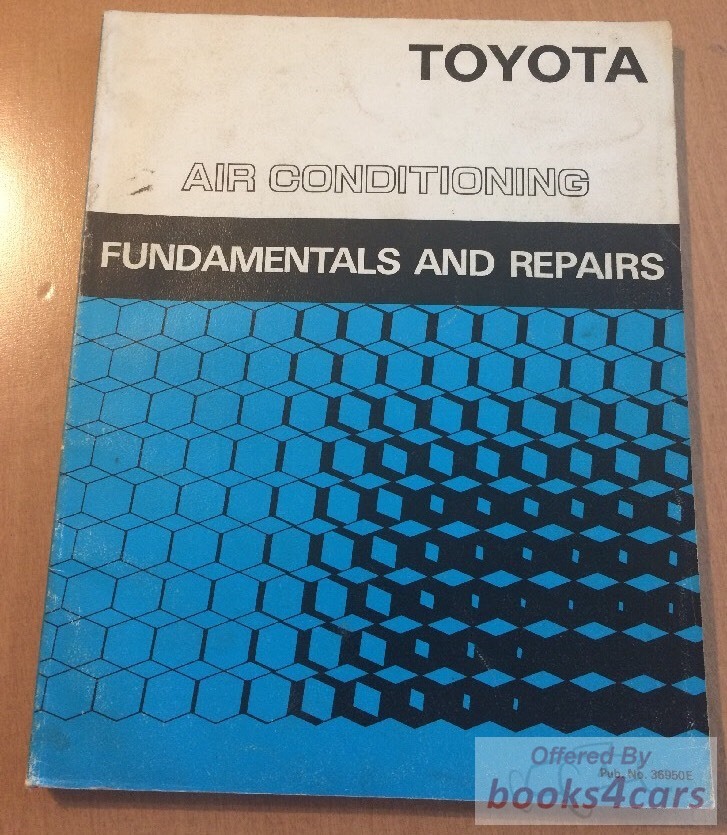 TOYOTA
AIR CONDITIONING
FUNDAMENTALS AND REPAIRS
Offered By
Pub. No. 36950E
books4cars